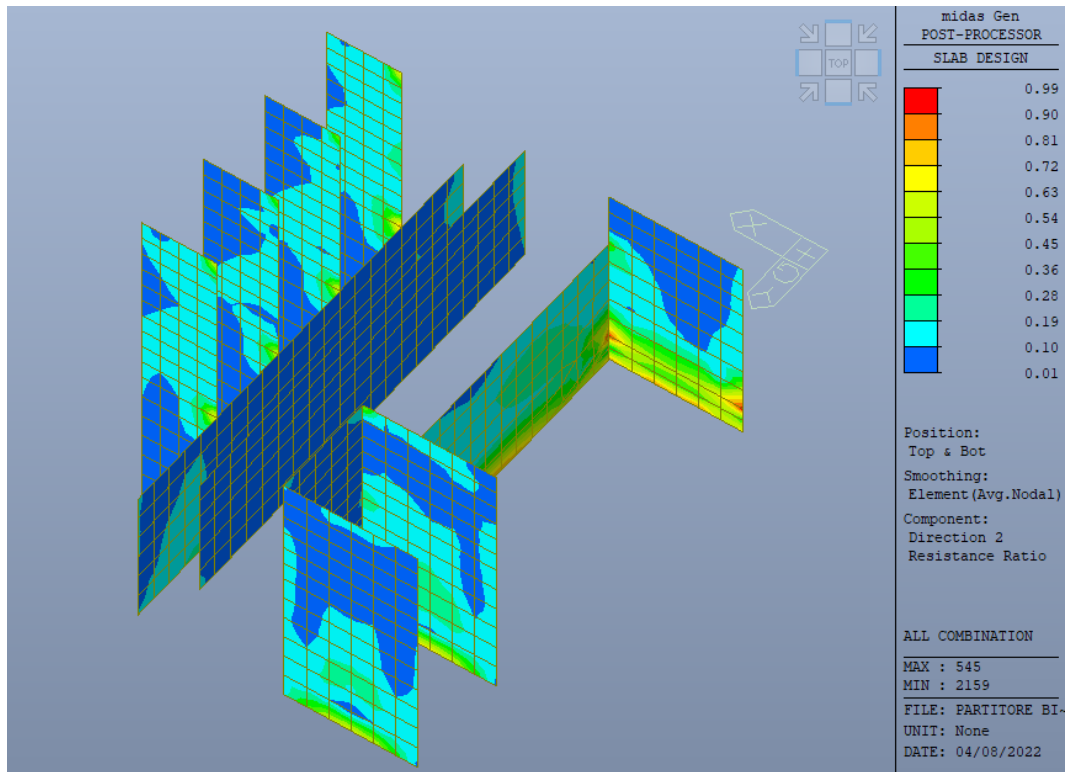 midas Gen
POST-PROCESSOR
SLAB DESIGN
0.99
0.90
0.81
0.72
0.63
0.54
0.45
0.36
0.28
0.19
0.10
0.01
Position:
Top & Bot
Smoothing:
Element(Avg.Nodal)
Component:
Direction 2
Resistance Ratio
ALL COMBINATION
MAX : 545
MIN : 2159
FILE: PARTITORE BI~
UNIT: None
DATE: 04/08/2022
TOP
X
Y